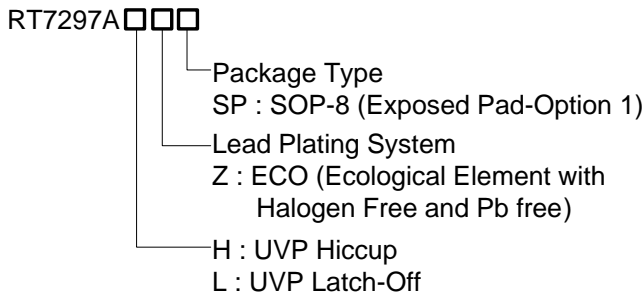 RT7297A
Package Type
SP : SOP-8 (Exposed Pad-Option 1)
Lead Plating System
Z : ECO (Ecological Element with
Halogen Free and Pb free)
H : UVP Hiccup
L : UVP Latch-Off